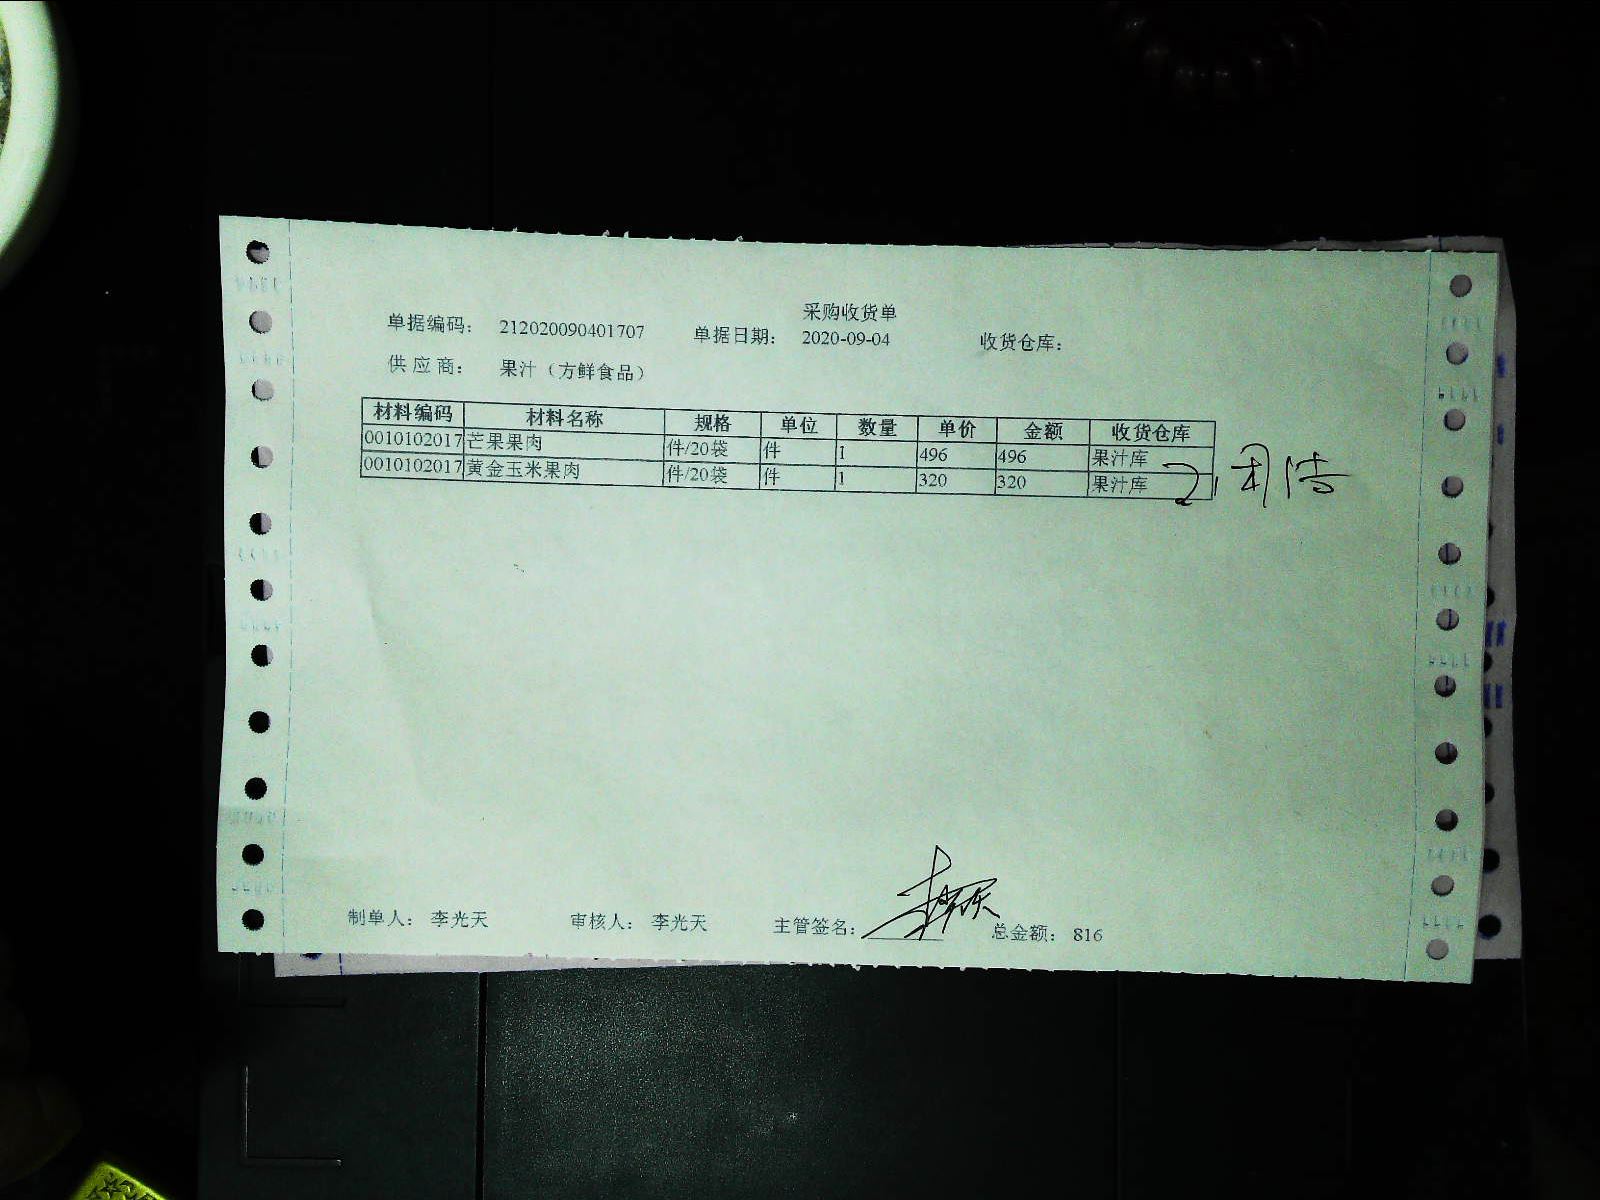 采购收货单
单据编码： 212020090401707 单据日期： 2020-09-04 收货仓库：
供 应 商： 果汁（方鲜食品）
材料编码 材料名称 规格 单位 数量 单价 金额 收货仓库
0010102017 芒果果肉 件/20袋 件 1 496 496 果汁库
0010102017 黄金玉米果肉 件/20袋 件 1 320 320 果汁库
制单人： 李光天 审核人： 李光天 主管签名： 总金额： 816